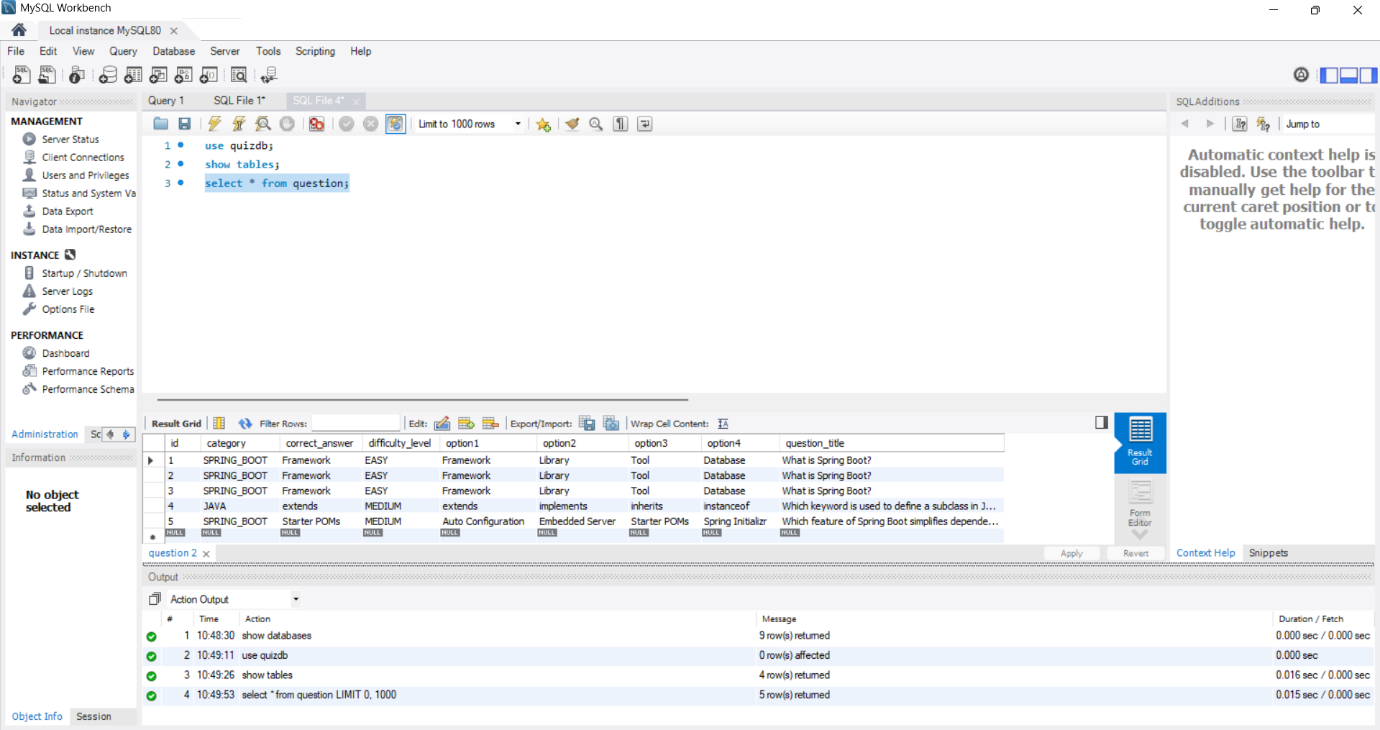 MySQL Workbench
Local instance MySQL80
File Edit View Query Database Server Tools Scripting Help
Navigator
MANAGEMENT
Server Status
Client Connections
Users and Privileges
Status and System Va
Data Export
Data Import/Restore
INSTANCE
Startup / Shutdown
Server Logs
Options File
PERFORMANCE
Dashboard
Performance Reports
Performance Schema
Administration Sc
Information
No object
selected
Object Info Session
Query 1 SQL File 1* SQL File 4*
Limit to 1000 rows
1 use quizdb;
2 show tables;
3 select * from question;
Result Grid Filter Rows: Edit: Export/Import: Wrap Cell Content:
id category correct_answer difficulty_level option1 option2 option3 option4 question_title
1 SPRING_BOOT Framework EASY Framework Library Tool Database What is Spring Boot?
2 SPRING_BOOT Framework EASY Framework Library Tool Database What is Spring Boot?
3 SPRING_BOOT Framework EASY Framework Library Tool Database What is Spring Boot?
4 JAVA extends MEDIUM extends implements inherits instanceof Which keyword is used to define a subclass in J...
5 SPRING_BOOT Starter POMs MEDIUM Auto Configuration Embedded Server Starter POMs Spring Initializr Which feature of Spring Boot simplifies depende...
NULL NULL NULL NULL NULL NULL NULL NULL NULL
Result
Grid
Form
Editor
question 2 Apply Revert
SQLAdditions
Jump to
Automatic context help is
disabled. Use the toolbar t
manually get help for the
current caret position or to
toggle automatic help.
Context Help Snippets
Output
Action Output
# Time Action Message Duration / Fetch
1 10:48:30 show databases 9 row(s) returned 0.000 sec / 0.000 sec
2 10:49:11 use quizdb 0 row(s) affected 0.000 sec
3 10:49:26 show tables 4 row(s) returned 0.016 sec / 0.000 sec
4 10:49:53 select * from question LIMIT 0, 1000 5 row(s) returned 0.015 sec / 0.000 sec